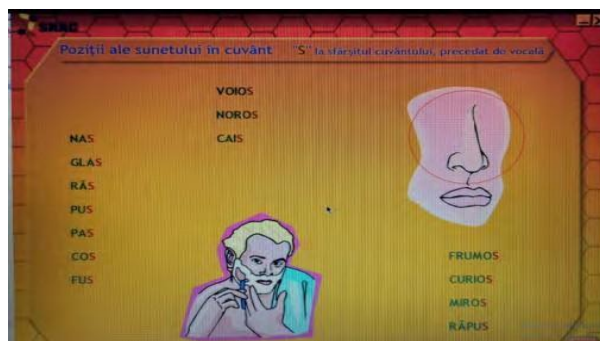 Poziții ale sunetului în cuvânt "S" la sfârșitul cuvântului, precedat de vocală
VOIOS
NOROS
CAIS
NAS
GLAS
RĂS
PUS
PAS
COS
FUS
FRUMOS
CURIOS
MIROS
RĂPUS